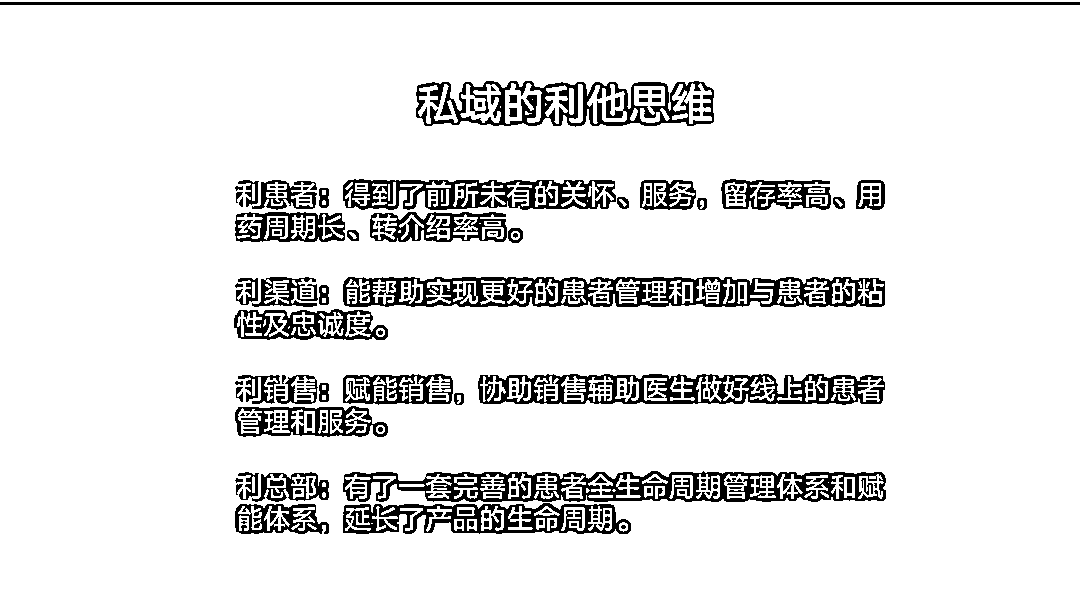 私域的利他思维
利患者：得到了前所未有的关怀、服务，留存率高、用
药周期长、转介绍率高。
利渠道：能帮助实现更好的患者管理和增加与患者的粘
性及忠诚度。
利销售：赋能销售，协助销售辅助医生做好线上的患者
管理和服务。
利总部：有了一套完善的患者全生命周期管理体系和赋
能体系，延长了产品的生命周期。